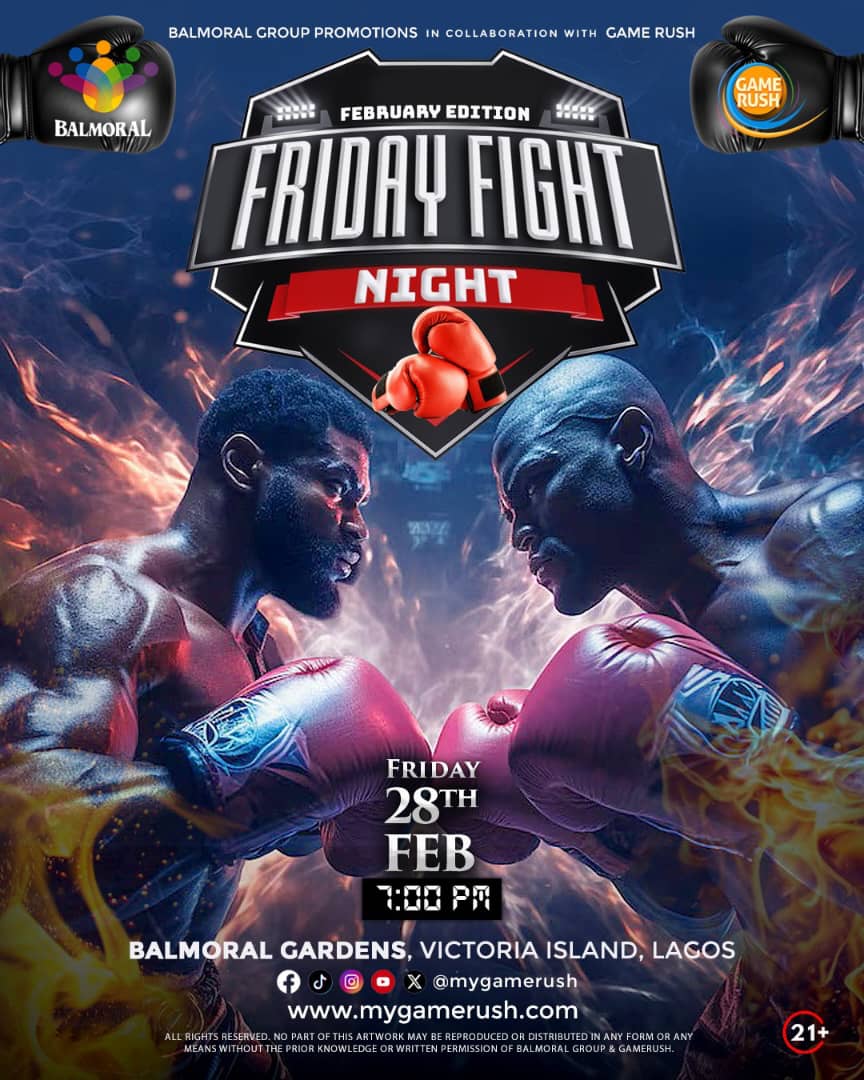 BALMORAL GROUP PROMOTIONS IN COLLABORATION WITH GAME RUSH
BALMORAL
GAME
RUSH
FEBRUARY EDITION
FRIDAY FIGHT
NIGHT
FRIDAY
28TH
FEB
7:00 PM
BALMORAL GARDENS, VICTORIA ISLAND, LAGOS
@mygamerush
www.mygamerush.com
ALL RIGHTS RESERVED. NO PART OF THIS ARTWORK MAY BE REPRODUCED OR DISTRIBUTED IN ANY FORM OR ANY
MEANS WITHOUT THE PRIOR KNOWLEDGE OR WRITTEN PERMISSION OF BALMORAL GROUP & GAMERUSH.
21+